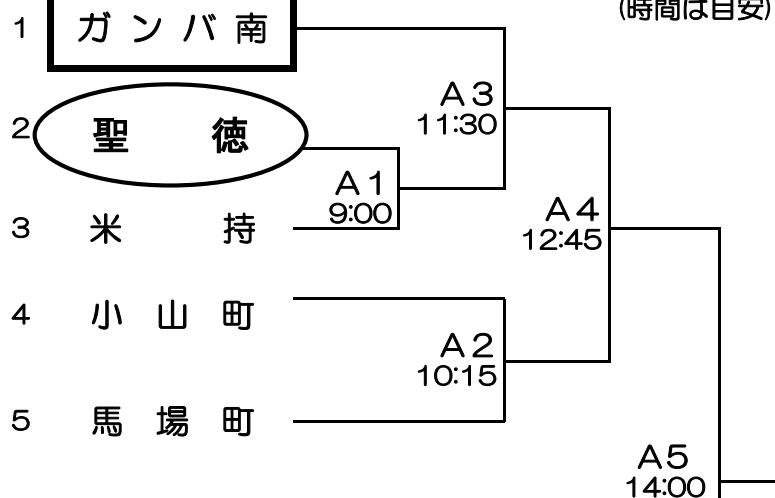 (時間は目安)
1 ガンバ南
A3
11:30
2 聖徳
A1
9:00
3 米持
A4
12:45
4 小山町
A2
10:15
5 馬場町
A5
14:00